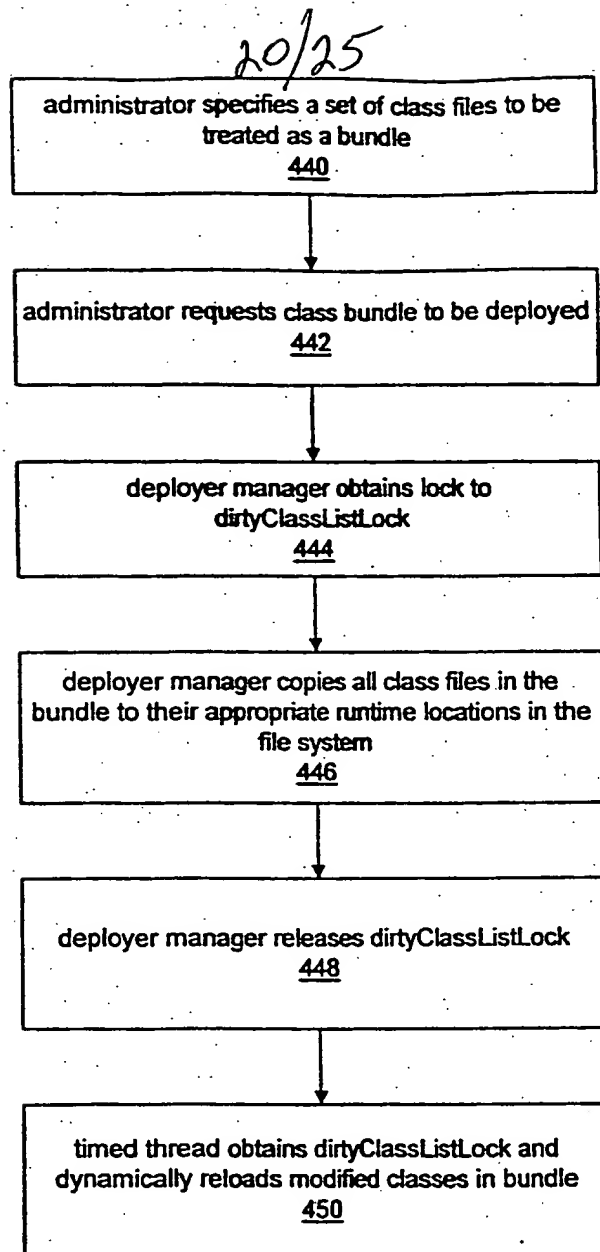 20/25
administrator specifies a set of class files to be
treated as a bundle
440
administrator requests class bundle to be deployed
442
deployer manager obtains lock to
dirtyClassListLock
444
deployer manager copies all class files in the
bundle to their appropriate runtime locations in the
file system
446
deployer manager releases dirtyClassListLock
448
timed thread obtains dirtyClassListLock and
dynamically reloads modified classes in bundle
450